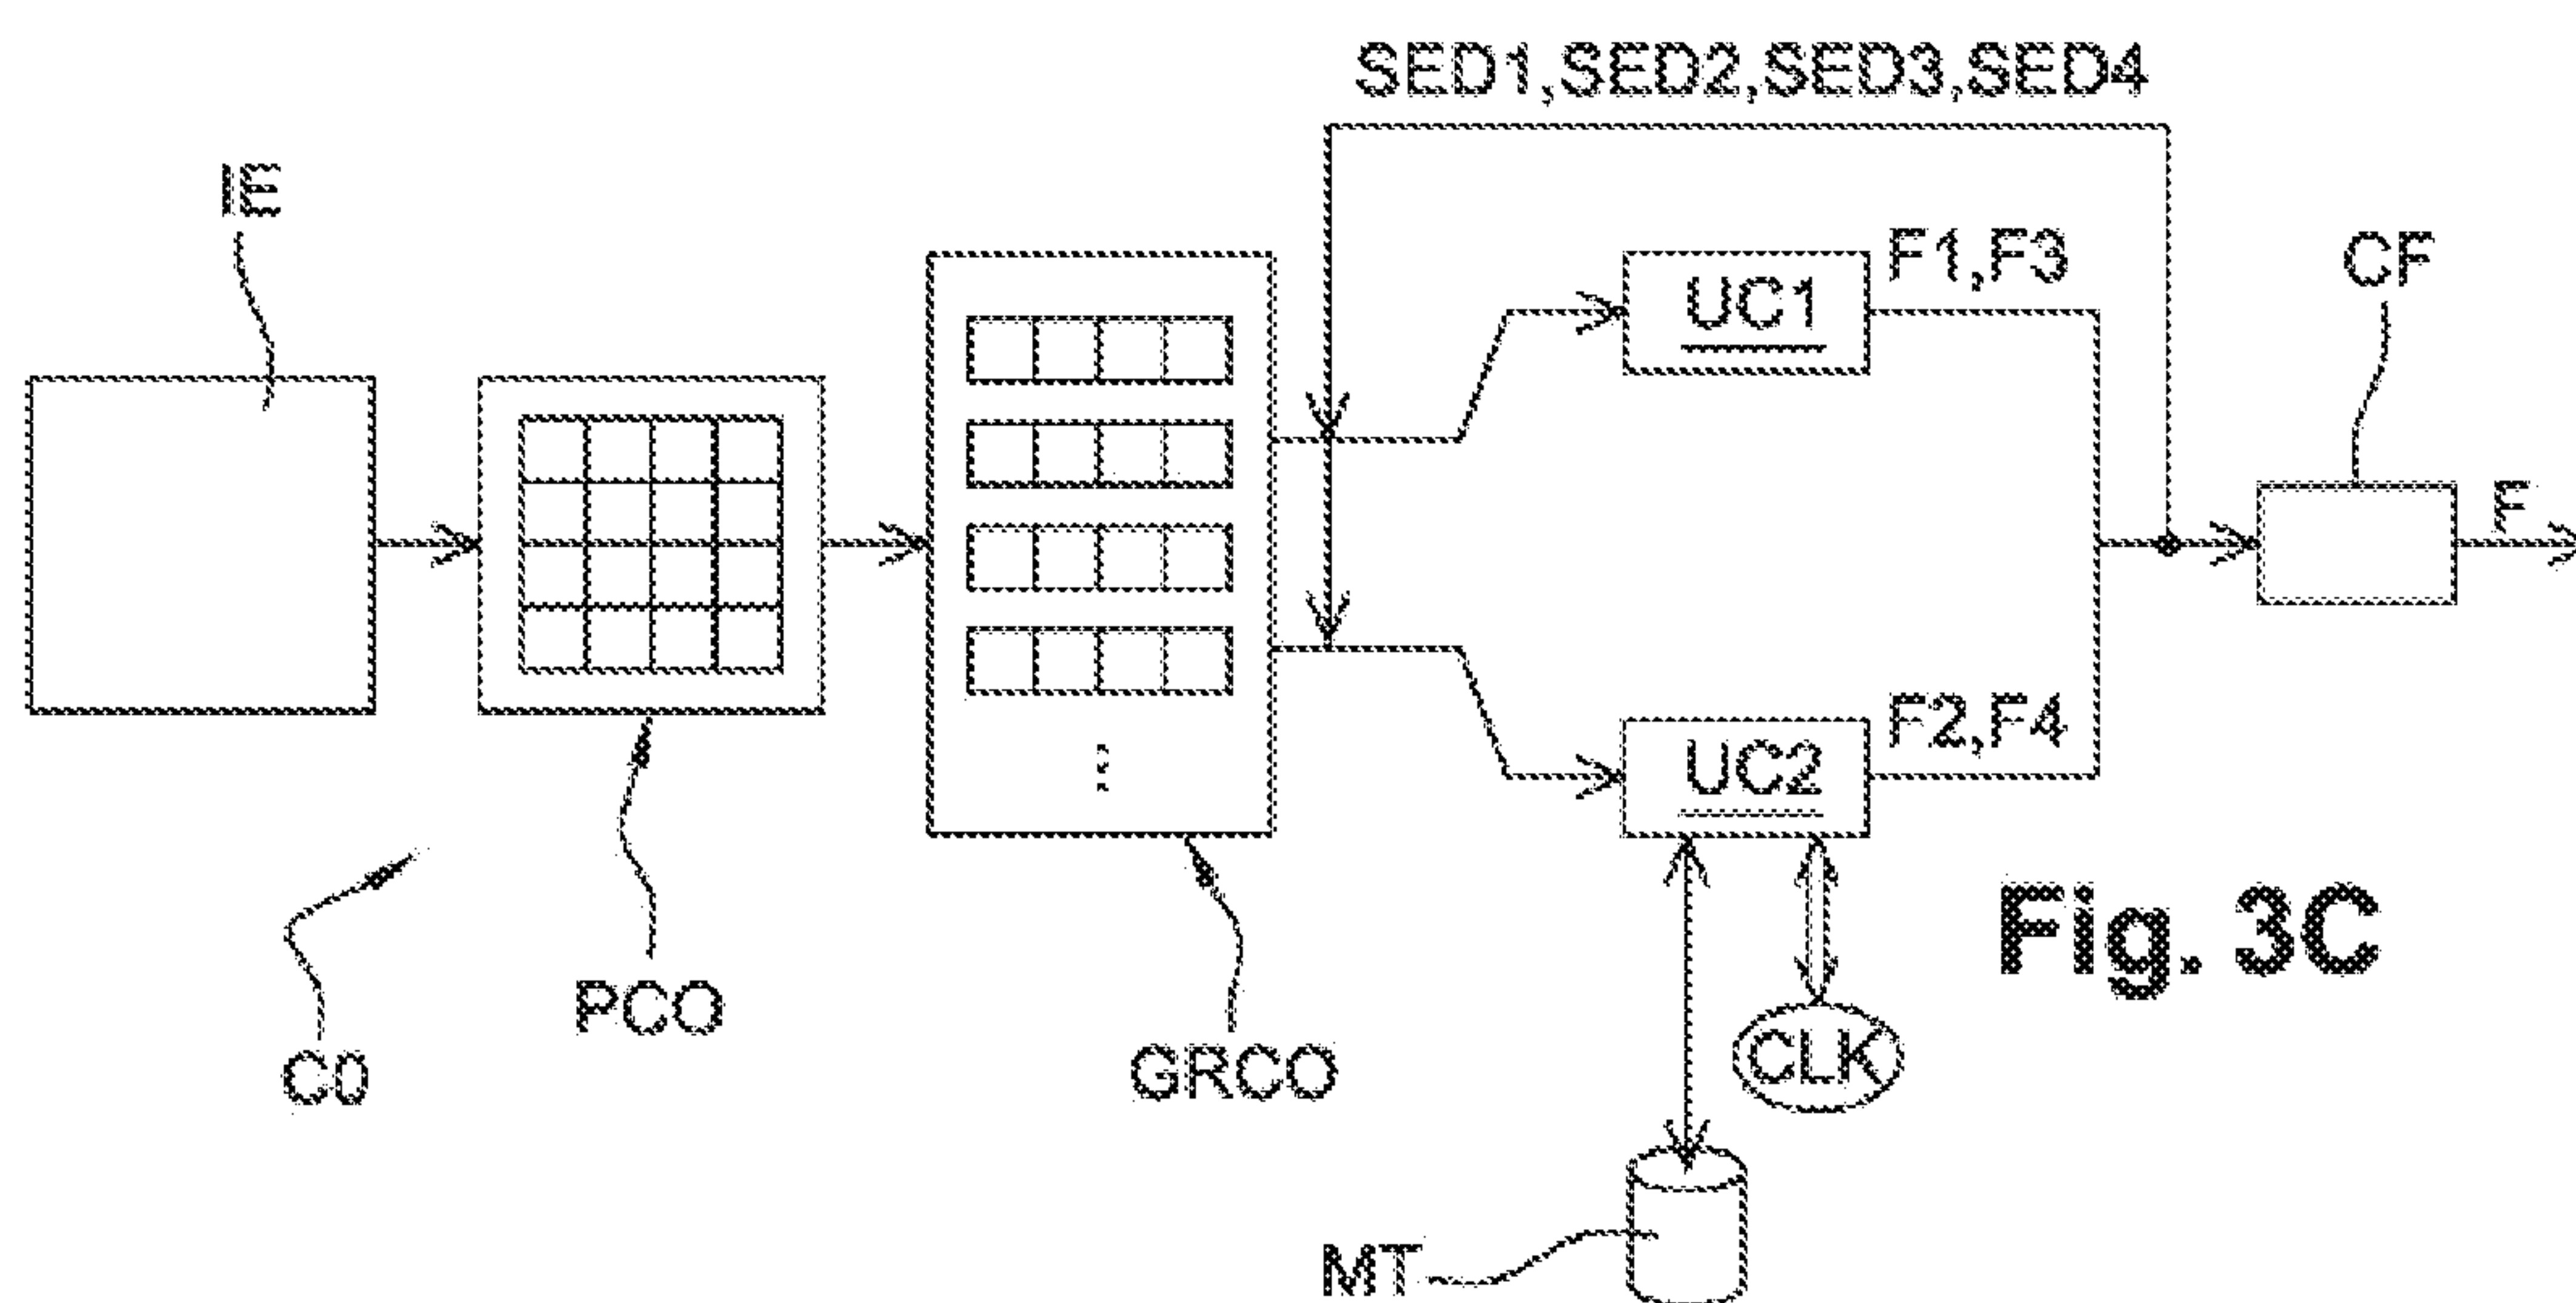 SED1,SED2,SED3,SED4
IE
UC1
F1,F3
CF
F
UC2
F2,F4
C0
PCO
GRCO
CLK
MT
Fig. 3C